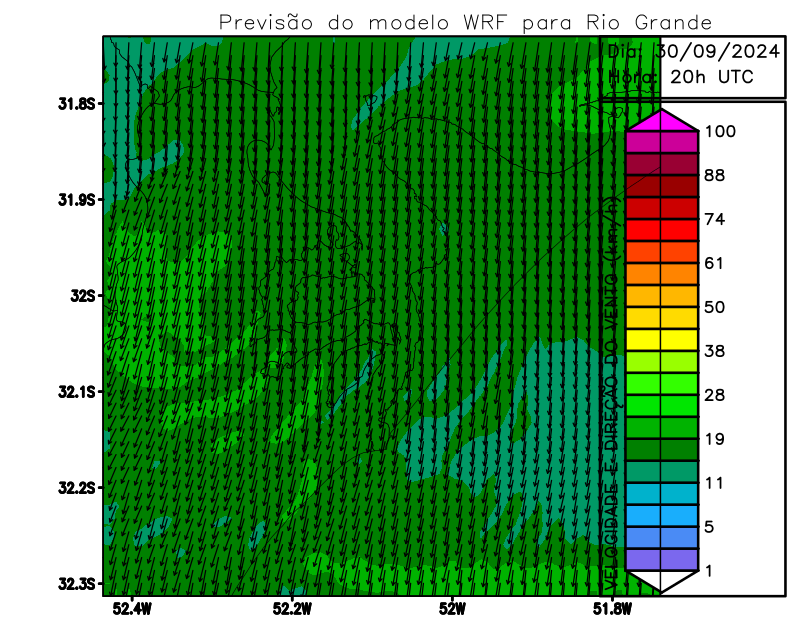 Previsão do modelo WRF para Rio Grande
Dia: 30/09/2024
Hora: 20h UTC
31.8S
31.9S
32S
32.1S
32.2S
32.3S
52.4W
52.2W
52W
51.8W
VELOCIDADE E DIREÇÃO DO VENTO (km/h)
100
88
74
61
50
38
28
19
11
5
1